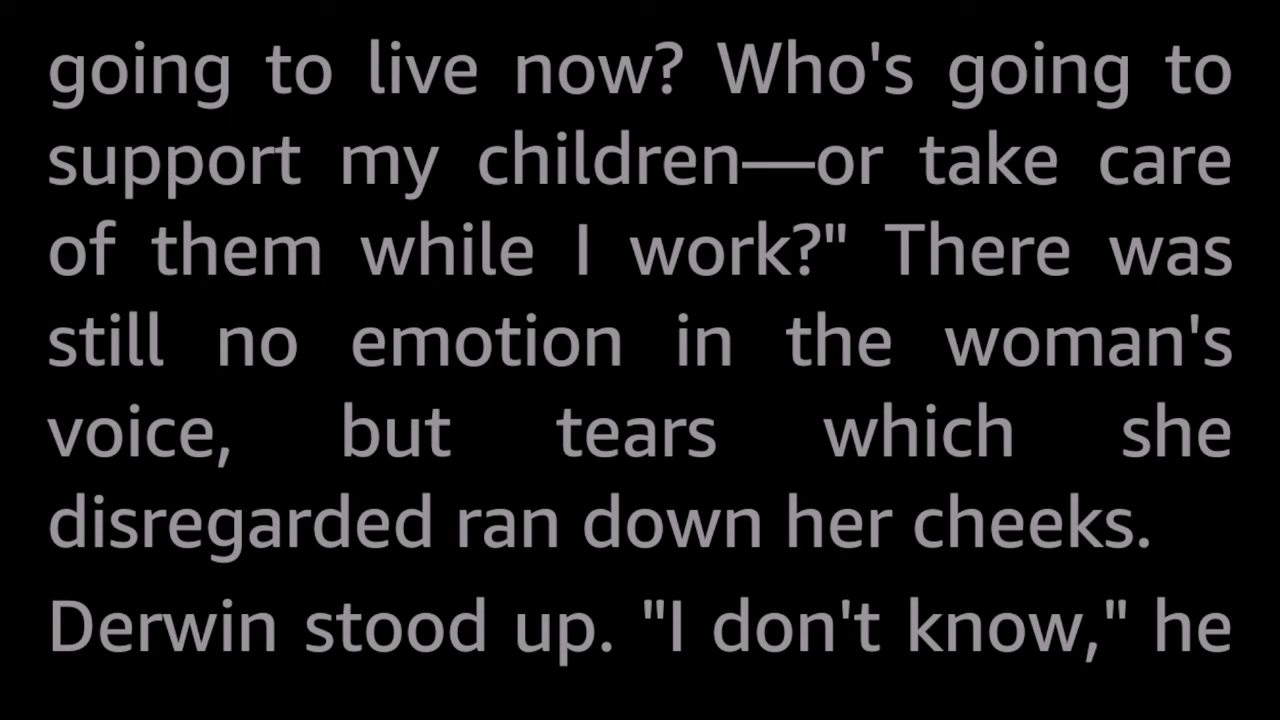 going to live now? Who's going to
support my children—or take care
of them while I work?" There was
still no emotion in the woman's
voice, but tears which she
disregarded ran down her cheeks.
Derwin stood up. "I don't know," he